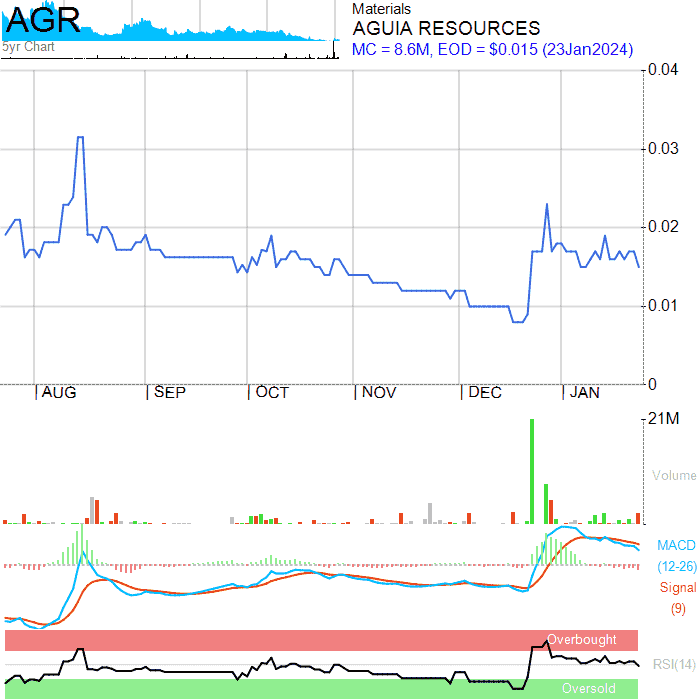 AGR
5yr Chart
Materials
AGUIA RESOURCES
MC = 8.6M, EOD = $0.015 (23Jan2024)
0.04
0.03
0.02
0.01
0
AUG SEP OCT NOV DEC JAN
21M
Volume
MACD
(12-26)
Signal
(9)
Overbought
RSI(14)
Oversold